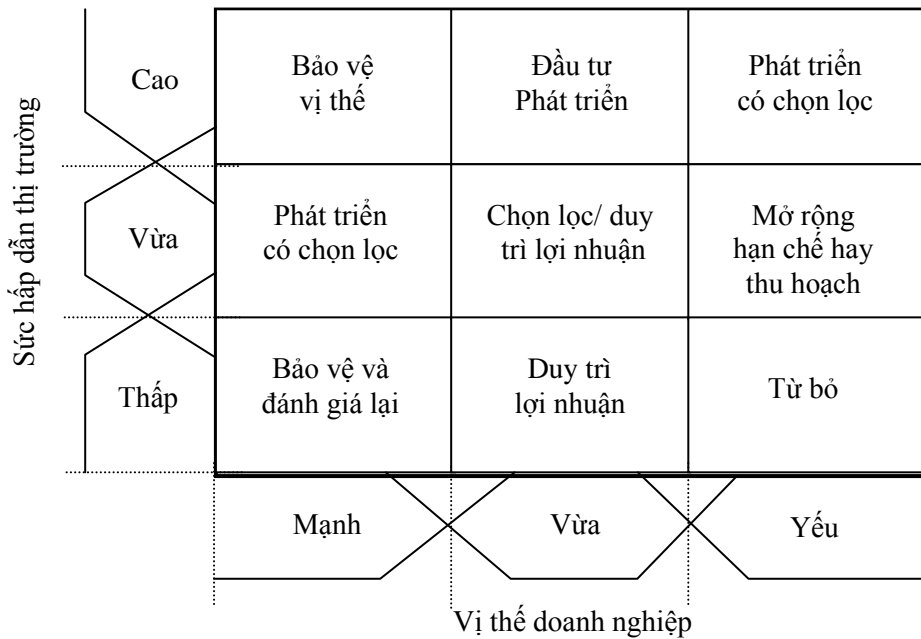 Sức hấp dẫn thị trường
Cao
Bảo vệ
vị thế
Đầu tư
Phát triển
Phát triển
có chọn lọc
Vừa
Phát triển
có chọn lọc
Chọn lọc/ duy
trì lợi nhuận
Mở rộng
hạn chế hay
thu hoạch
Thấp
Bảo vệ và
đánh giá lại
Duy trì
lợi nhuận
Từ bỏ
Mạnh
Vừa
Yếu
Vị thế doanh nghiệp